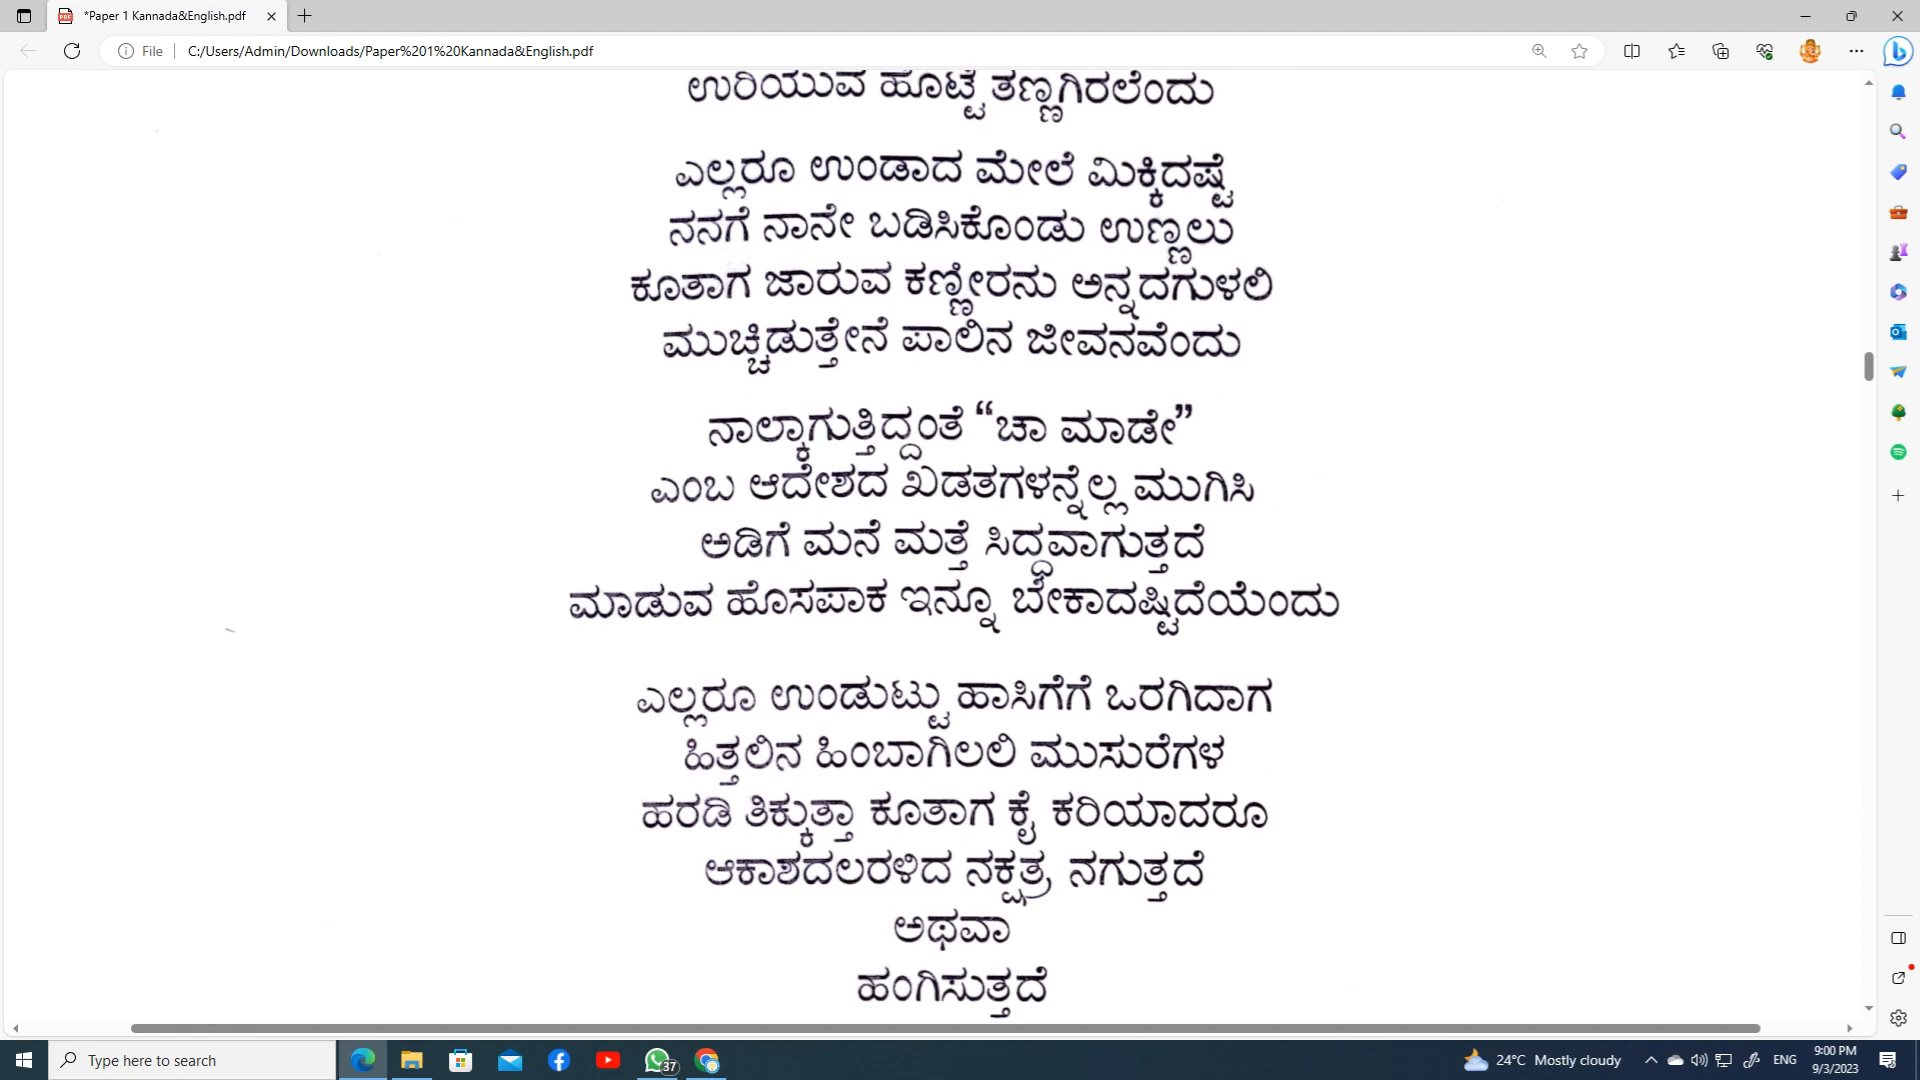 *Paper 1 Kannada&English.pdf
File
C:/Users/Admin/Downloads/Paper%201%20Kannada&English.pdf
ಉರಿಯುವ ಹೊಟ್ಟೆ ತಣ್ಣಗಿರಲೆಂದು
ಎಲ್ಲರೂ ಉಂಡಾದ ಮೇಲೆ ಮಿಕ್ಕಿದಷ್ಟೆ
ನನಗೆ ನಾನೇ ಬಡಿಸಿಕೊಂಡು ಉಣ್ಣಲು
ಕೂತಾಗ ಜಾರುವ ಕಣ್ಣೀರನು ಅನ್ನದಗುಳಲಿ
ಮುಚ್ಚಿಡುತ್ತೇನೆ ಪಾಲಿನ ಜೀವನವೆಂದು
ನಾಲ್ಕಾಗುತ್ತಿದ್ದಂತೆ “ಚಾ ಮಾಡೇ”
ಎಂಬ ಆದೇಶದ ಖಡತಗಳನ್ನೆಲ್ಲ ಮುಗಿಸಿ
ಅಡಿಗೆ ಮನೆ ಮತ್ತೆ ಸಿದ್ಧವಾಗುತ್ತದೆ
ಮಾಡುವ ಹೊಸಪಾಕ ಇನ್ನೂ ಬೇಕಾದಷ್ಟಿದೆಯೆಂದು
ಎಲ್ಲರೂ ಉಂಡುಟ್ಟು ಹಾಸಿಗೆಗೆ ಒರಗಿದಾಗ
ಹಿತ್ತಲಿನ ಹಿಂಬಾಗಿಲಲಿ ಮುಸುರೆಗಳ
ಹರಡಿ ತಿಕ್ಕುತ್ತಾ ಕೂತಾಗ ಕೈ ಕರಿಯಾದರೂ
ಆಕಾಶದಲರಳಿದ ನಕ್ಷತ್ರ ನಗುತ್ತದೆ
ಅಥವಾ
ಹಂಗಿಸುತ್ತದೆ
Type here to search
37
24°C Mostly cloudy
ENG
9:00 PM
9/3/2023